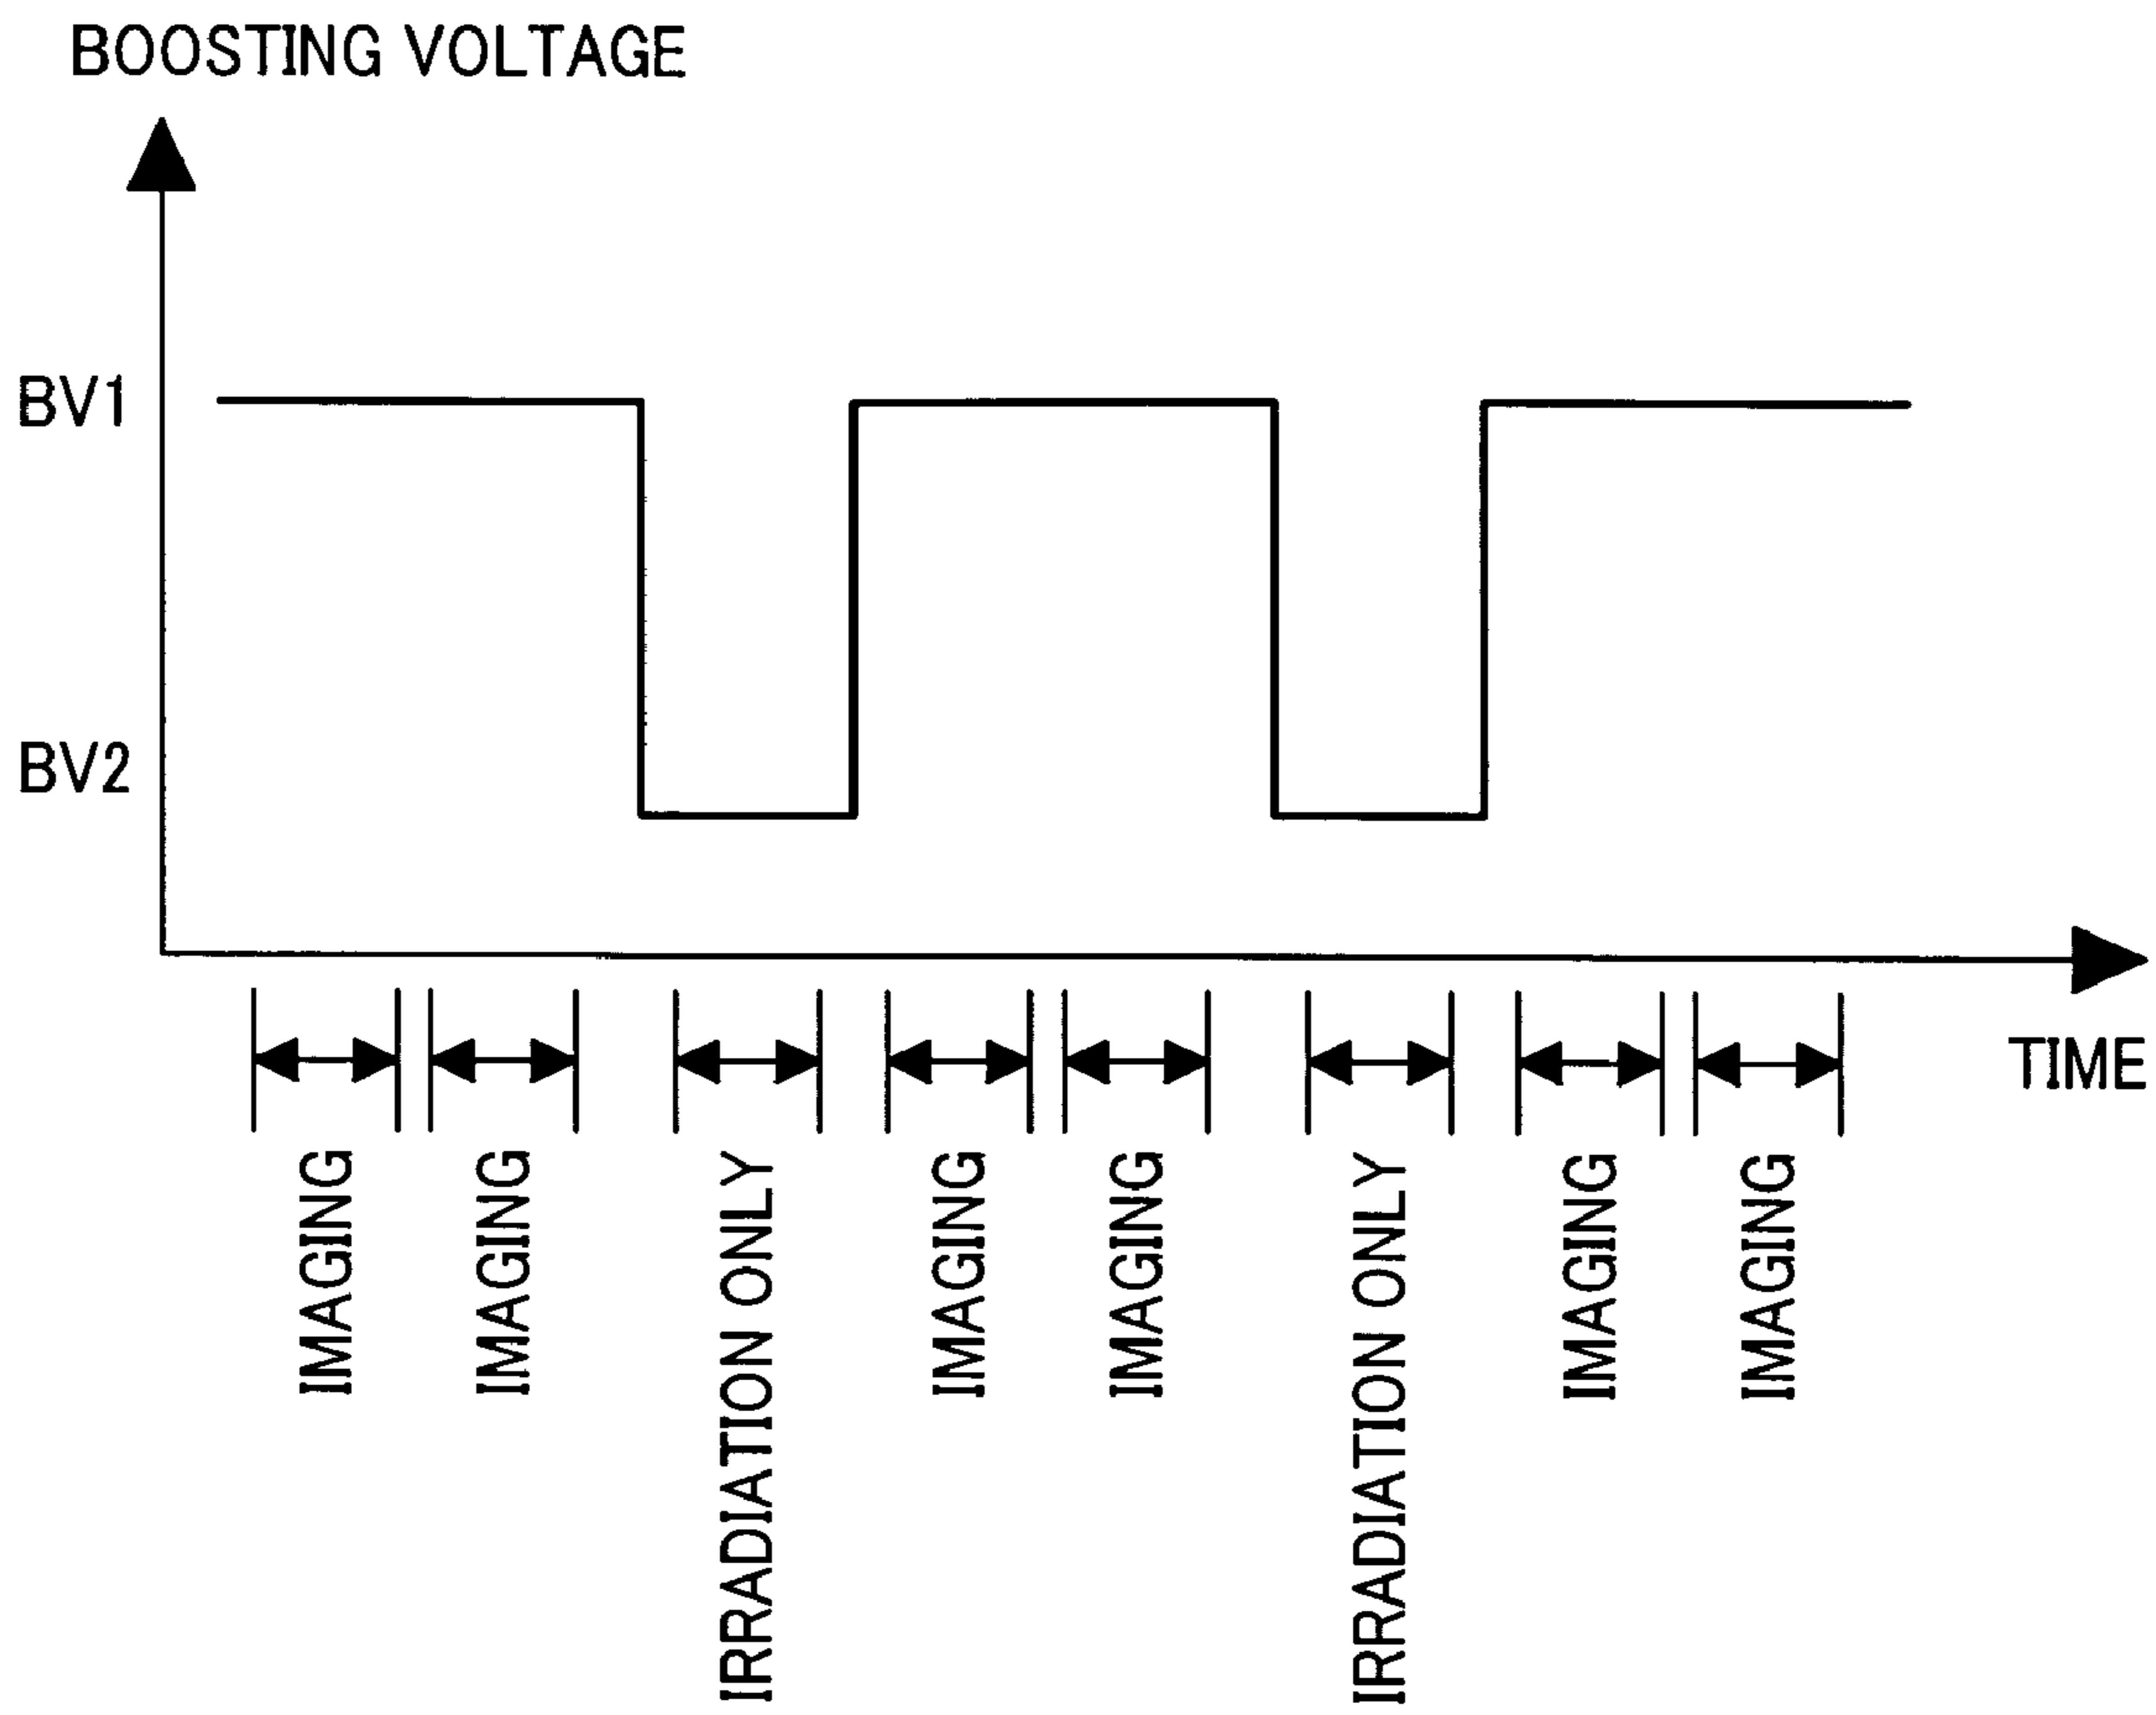 BOOSTING VOLTAGE
BV1
BV2
TIME
IMAGING
IMAGING
IRRADIATION ONLY
IMAGING
IMAGING
IRRADIATION ONLY
IMAGING
IMAGING